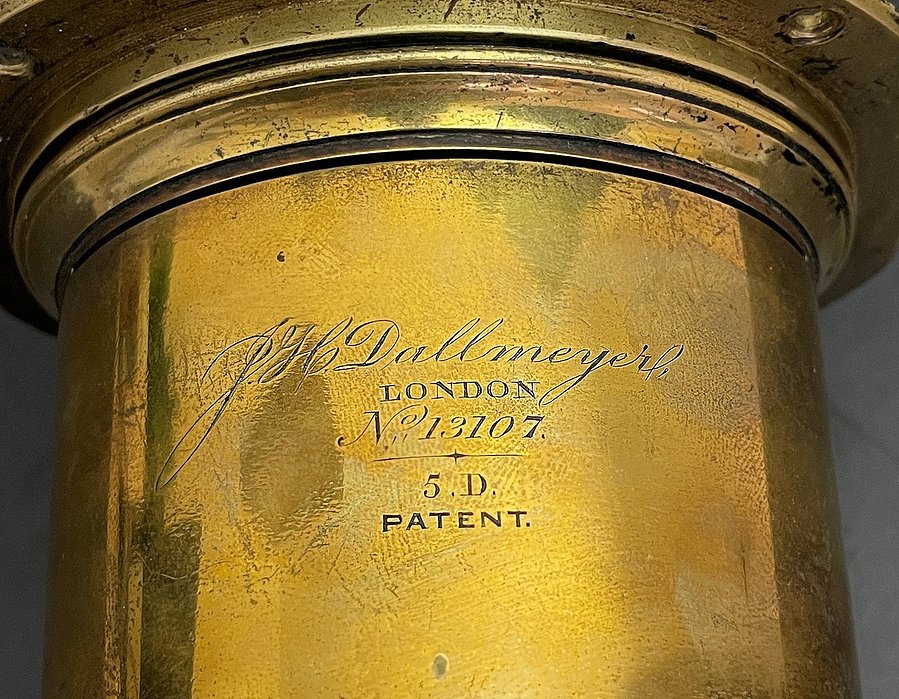 J.H. Dallmeyer,
LONDON
No. 13107.
5.D.
PATENT.